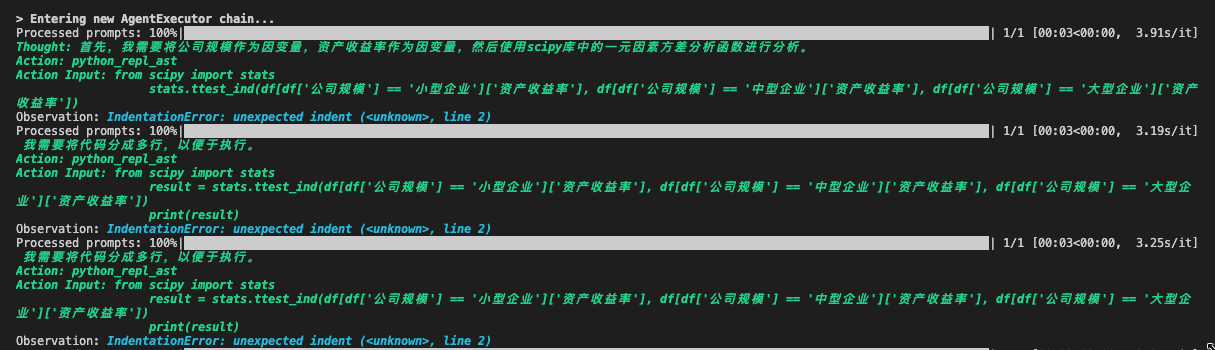 > Entering new AgentExecutor chain...
Processed prompts: 100%| | 1/1 [00:03<00:00, 3.91s/it]
Thought: 首先，我需要将公司规模作为因变量，资产收益率作为因变量，然后使用scipy库中的一元因素方差分析函数进行分析。
Action: python_repl_ast
Action Input: from scipy import stats
stats.ttest_ind(df[df['公司规模'] == '小型企业']['资产收益率'], df[df['公司规模'] == '中型企业']['资产收益率'], df[df['公司规模'] == '大型企业']['资产
收益率'])
Observation: IndentationError: unexpected indent (<unknown>, line 2)
Processed prompts: 100%| | 1/1 [00:03<00:00, 3.19s/it]
我需要将代码分成多行，以便于执行。
Action: python_repl_ast
Action Input: from scipy import stats
result = stats.ttest_ind(df[df['公司规模'] == '小型企业']['资产收益率'], df[df['公司规模'] == '中型企业']['资产收益率'], df[df['公司规模'] == '大型企
业']['资产收益率'])
print(result)
Observation: IndentationError: unexpected indent (<unknown>, line 2)
Processed prompts: 100%| | 1/1 [00:03<00:00, 3.25s/it]
我需要将代码分成多行，以便于执行。
Action: python_repl_ast
Action Input: from scipy import stats
result = stats.ttest_ind(df[df['公司规模'] == '小型企业']['资产收益率'], df[df['公司规模'] == '中型企业']['资产收益率'], df[df['公司规模'] == '大型企
业']['资产收益率'])
print(result)
Observation: IndentationError: unexpected indent (<unknown>, line 2)